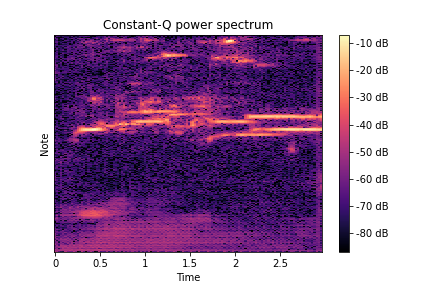 Constant-Q power spectrum
-10 dB
-20 dB
-30 dB
-40 dB
-50 dB
-60 dB
-70 dB
-80 dB
Note
0
0.5
1
1.5
2
2.5
Time